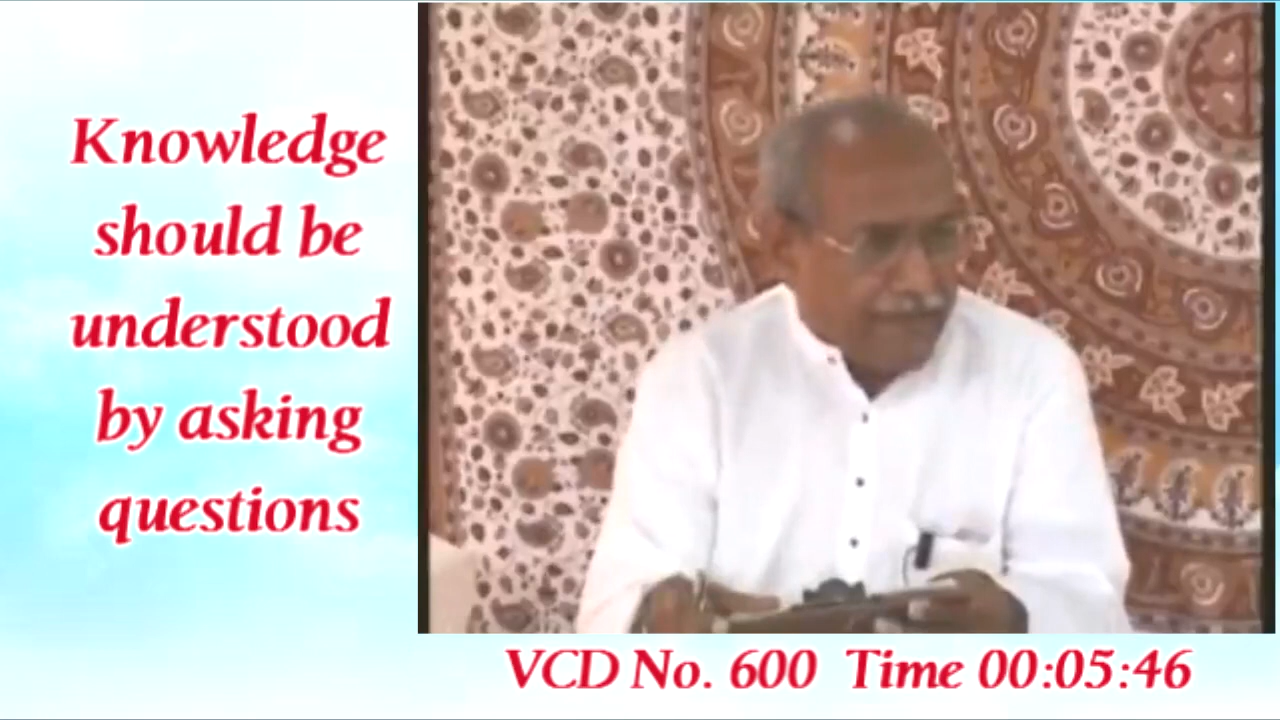 Knowledge
should be
understood
by asking
questions
VCD No. 600 Time 00:05:46